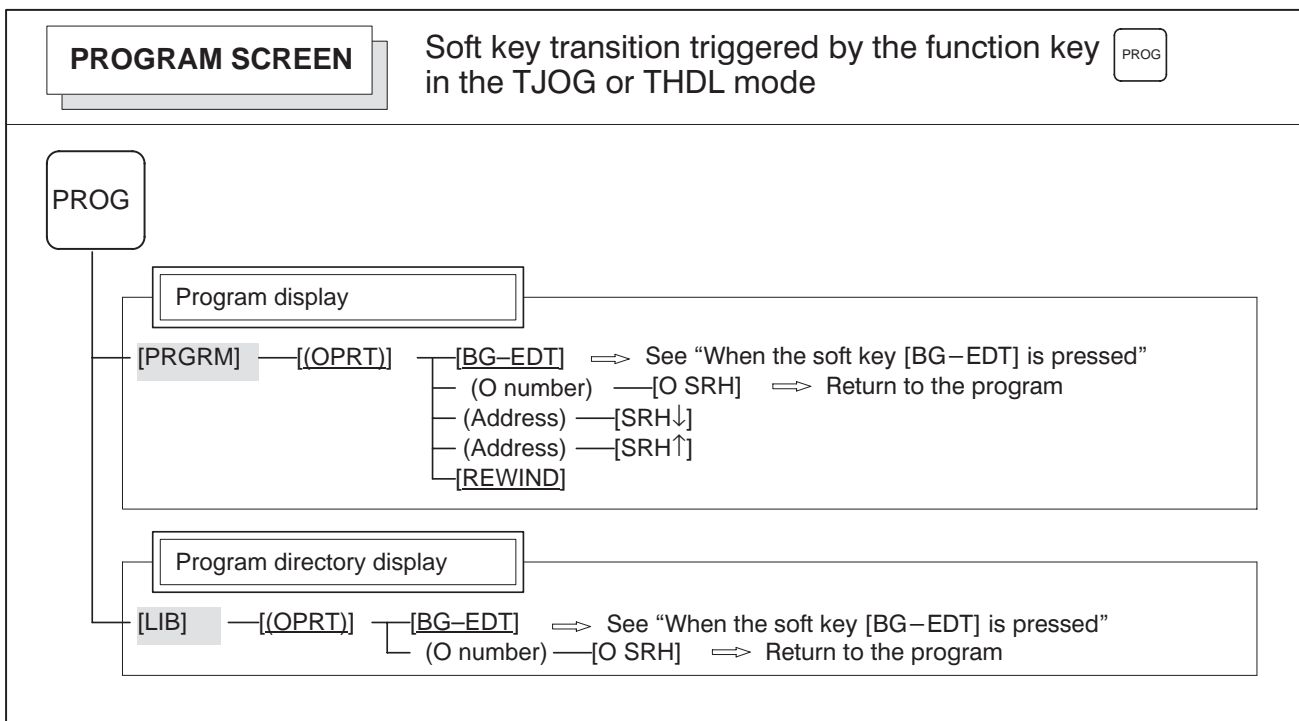 PROGRAM SCREEN
Soft key transition triggered by the function key PROG
in the TJOG or THDL mode
PROG
Program display
[PRGRM] [(OPRT)] [BG–EDT] ⇒ See “When the soft key [BG–EDT] is pressed”
(O number) [O SRH] ⇒ Return to the program
(Address) [SRH↓]
(Address) [SRH↑]
[REWIND]
Program directory display
[LIB] [(OPRT)] [BG–EDT] ⇒ See “When the soft key [BG–EDT] is pressed”
(O number) [O SRH] ⇒ Return to the program